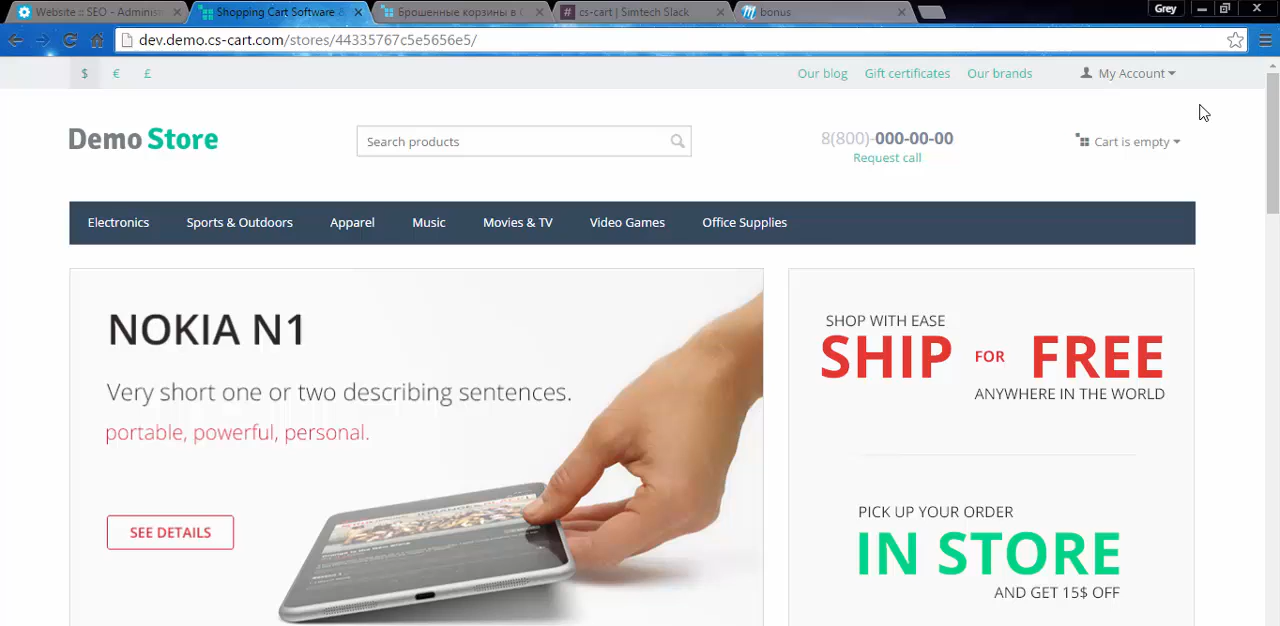 Website :: SEO - Adminis
Shopping Cart Software &
Брошенные корзины в C
cs-cart | Simtech Slack
bonus
Grey
dev.demo.cs-cart.com/stores/44335767c5e5656e5/
$ € £
Our blog Gift certificates Our brands My Account
Demo Store
Search products
8(800)-000-00-00
Request call
Cart is empty
Electronics Sports & Outdoors Apparel Music Movies & TV Video Games Office Supplies
NOKIA N1
Very short one or two describing sentences.
portable, powerful, personal.
SEE DETAILS
SHOP WITH EASE
SHIP FOR FREE
ANYWHERE IN THE WORLD
PICK UP YOUR ORDER
IN STORE
AND GET 15$ OFF